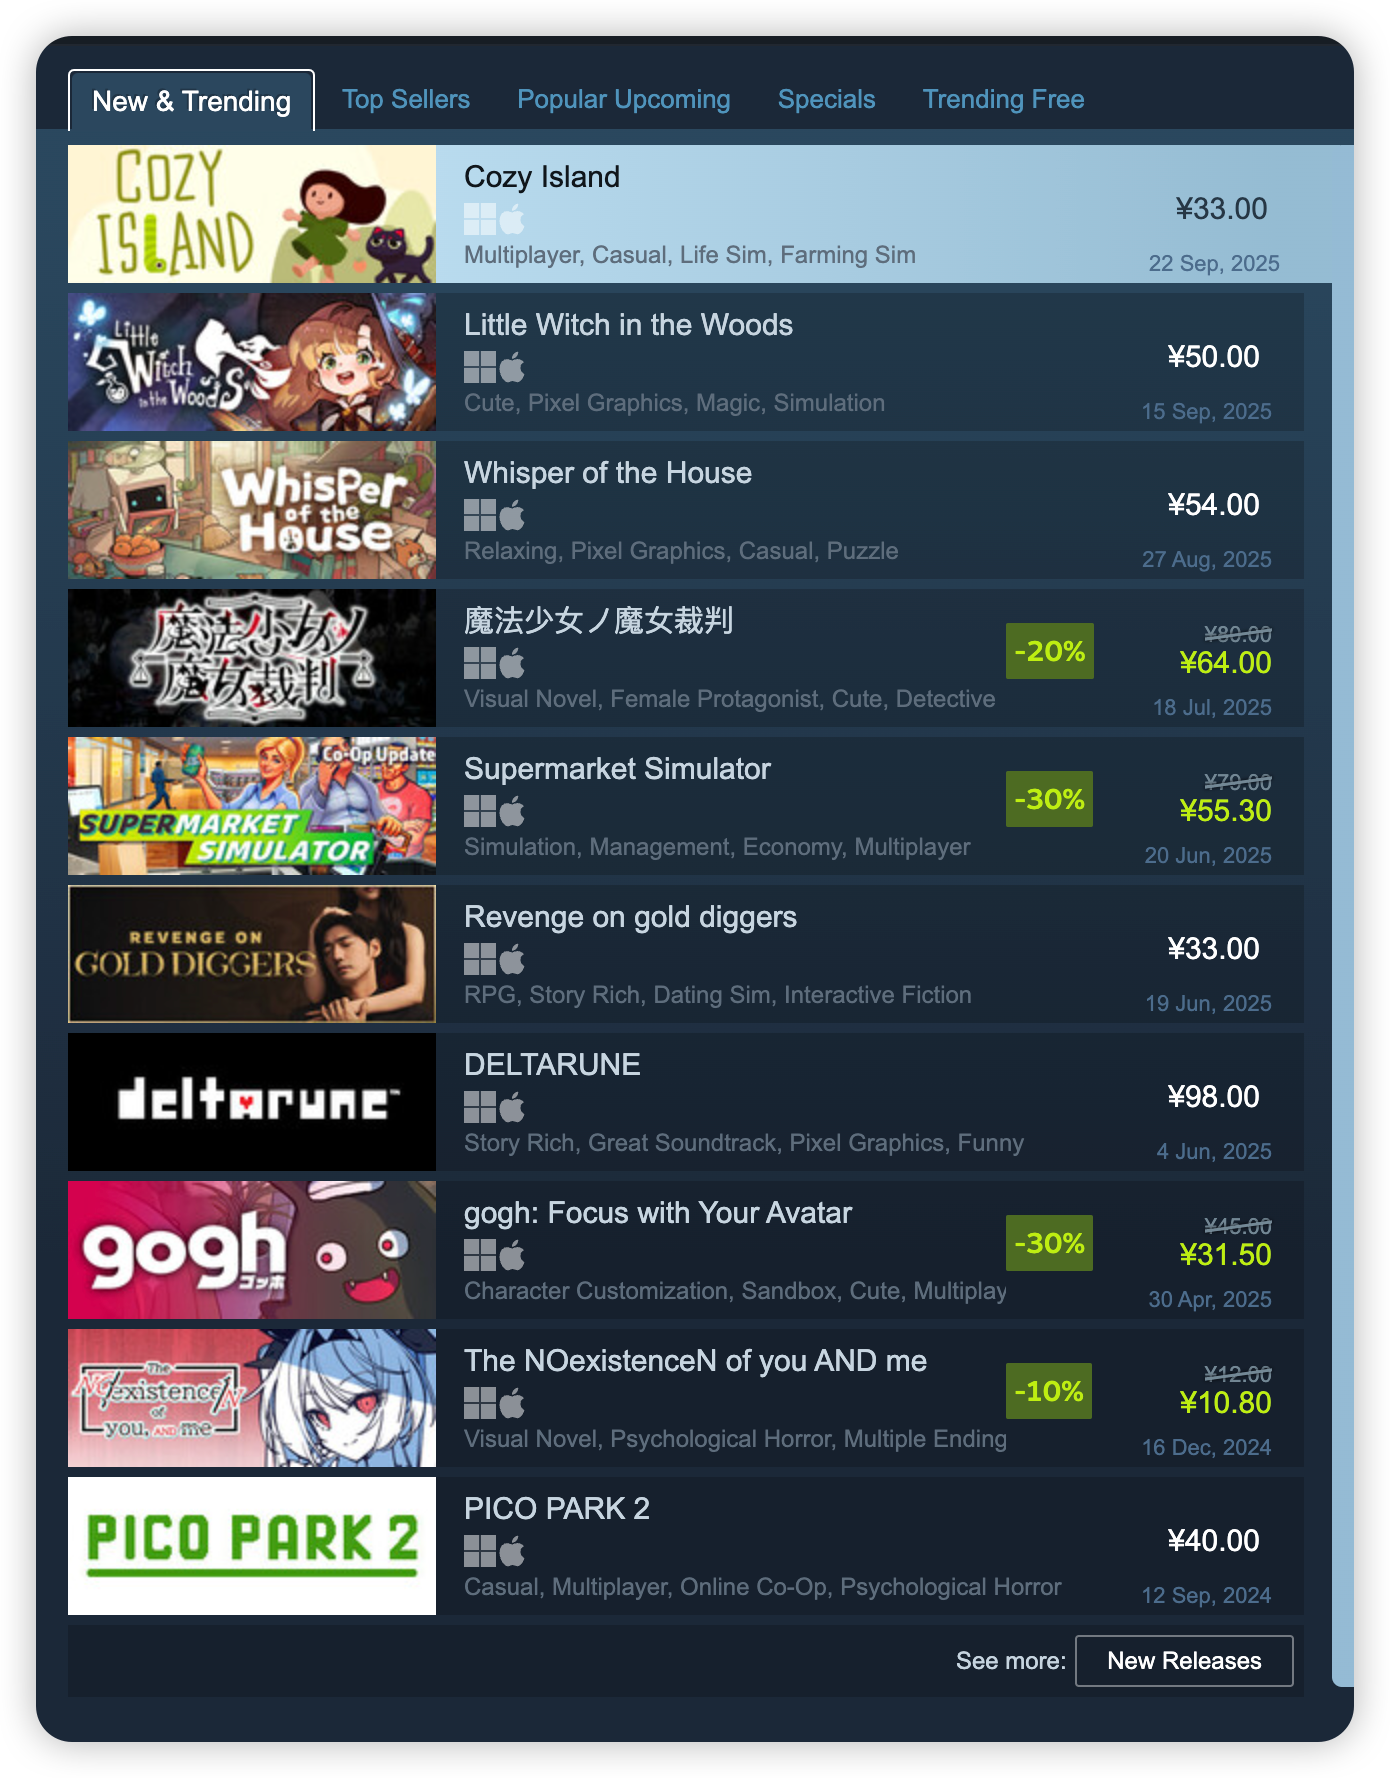 New & Trending
Top Sellers
Popular Upcoming
Specials
Trending Free
COZY
ISLAND
Cozy Island
Multiplayer, Casual, Life Sim, Farming Sim
¥33.00
22 Sep, 2025
Little
Witch
in the Woods
Little Witch in the Woods
Cute, Pixel Graphics, Magic, Simulation
¥50.00
15 Sep, 2025
Whisper
of the
House
Whisper of the House
Relaxing, Pixel Graphics, Casual, Puzzle
¥54.00
27 Aug, 2025
魔法少女ノ
魔女裁判
魔法少女ノ魔女裁判
Visual Novel, Female Protagonist, Cute, Detective
-20%
¥80.00
¥64.00
18 Jul, 2025
Co-Op Update
SUPERMARKET
SIMULATOR
Supermarket Simulator
Simulation, Management, Economy, Multiplayer
-30%
¥79.00
¥55.30
20 Jun, 2025
REVENGE ON
GOLD DIGGERS
Revenge on gold diggers
RPG, Story Rich, Dating Sim, Interactive Fiction
¥33.00
19 Jun, 2025
deltarune™
DELTARUNE
Story Rich, Great Soundtrack, Pixel Graphics, Funny
¥98.00
4 Jun, 2025
gogh
ゴッホ
gogh: Focus with Your Avatar
Character Customization, Sandbox, Cute, Multiplay
-30%
¥45.00
¥31.50
30 Apr, 2025
The
NOexistenceN
of
you, AND me
The NOexistenceN of you AND me
Visual Novel, Psychological Horror, Multiple Ending
-10%
¥12.00
¥10.80
16 Dec, 2024
PICO PARK 2
PICO PARK 2
Casual, Multiplayer, Online Co-Op, Psychological Horror
¥40.00
12 Sep, 2024
See more:
New Releases